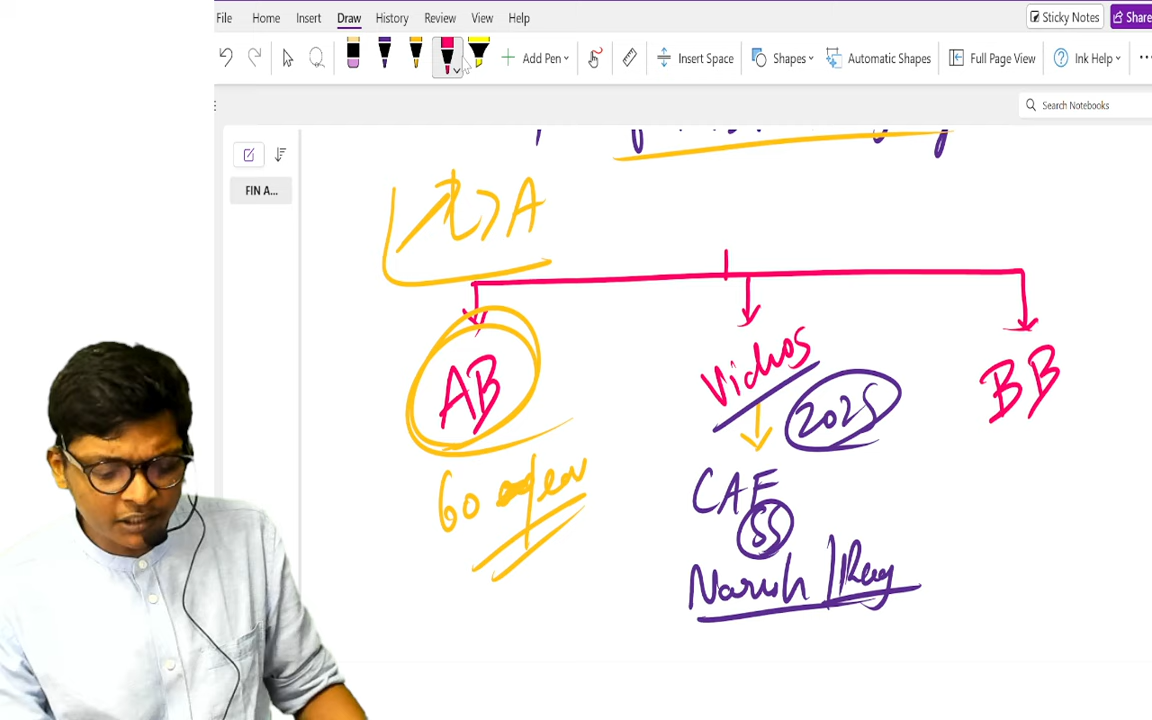 File Home Insert Draw History Review View Help Sticky Notes Share
Add Pen Insert Space Shapes Automatic Shapes Full Page View Ink Help
Search Notebooks
FIN A...
A
AB Videos BB
2025
60
CAF
SS
Naresh /